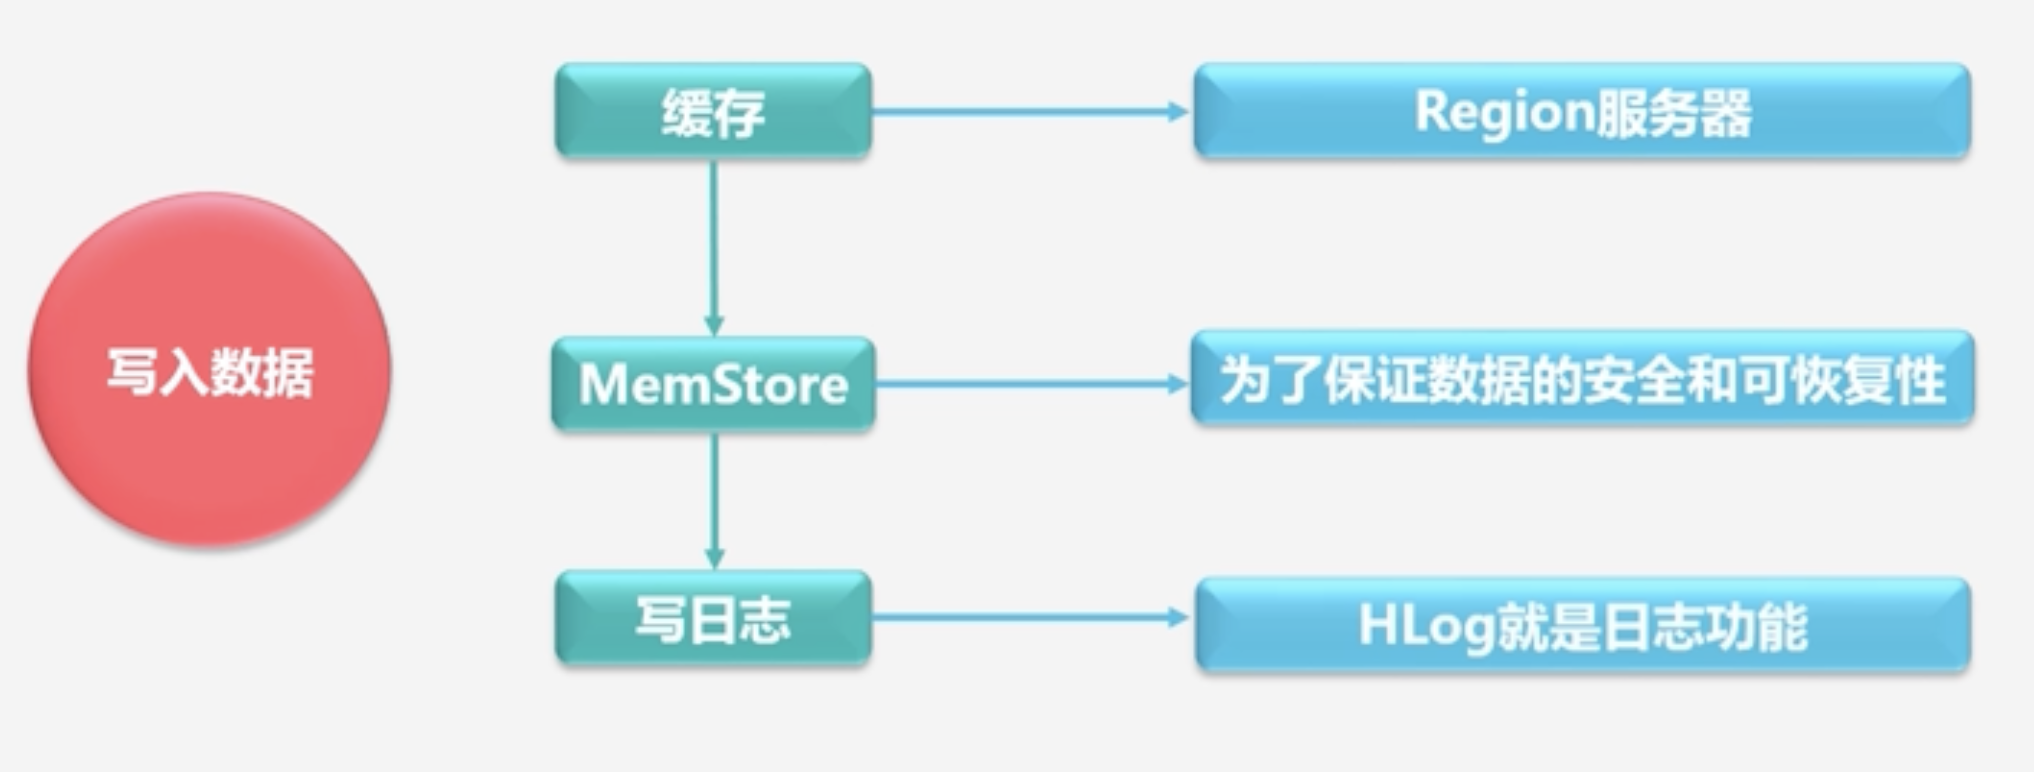 写入数据
缓存
Region服务器
MemStore
为了保证数据的安全和可恢复性
写日志
HLog就是日志功能